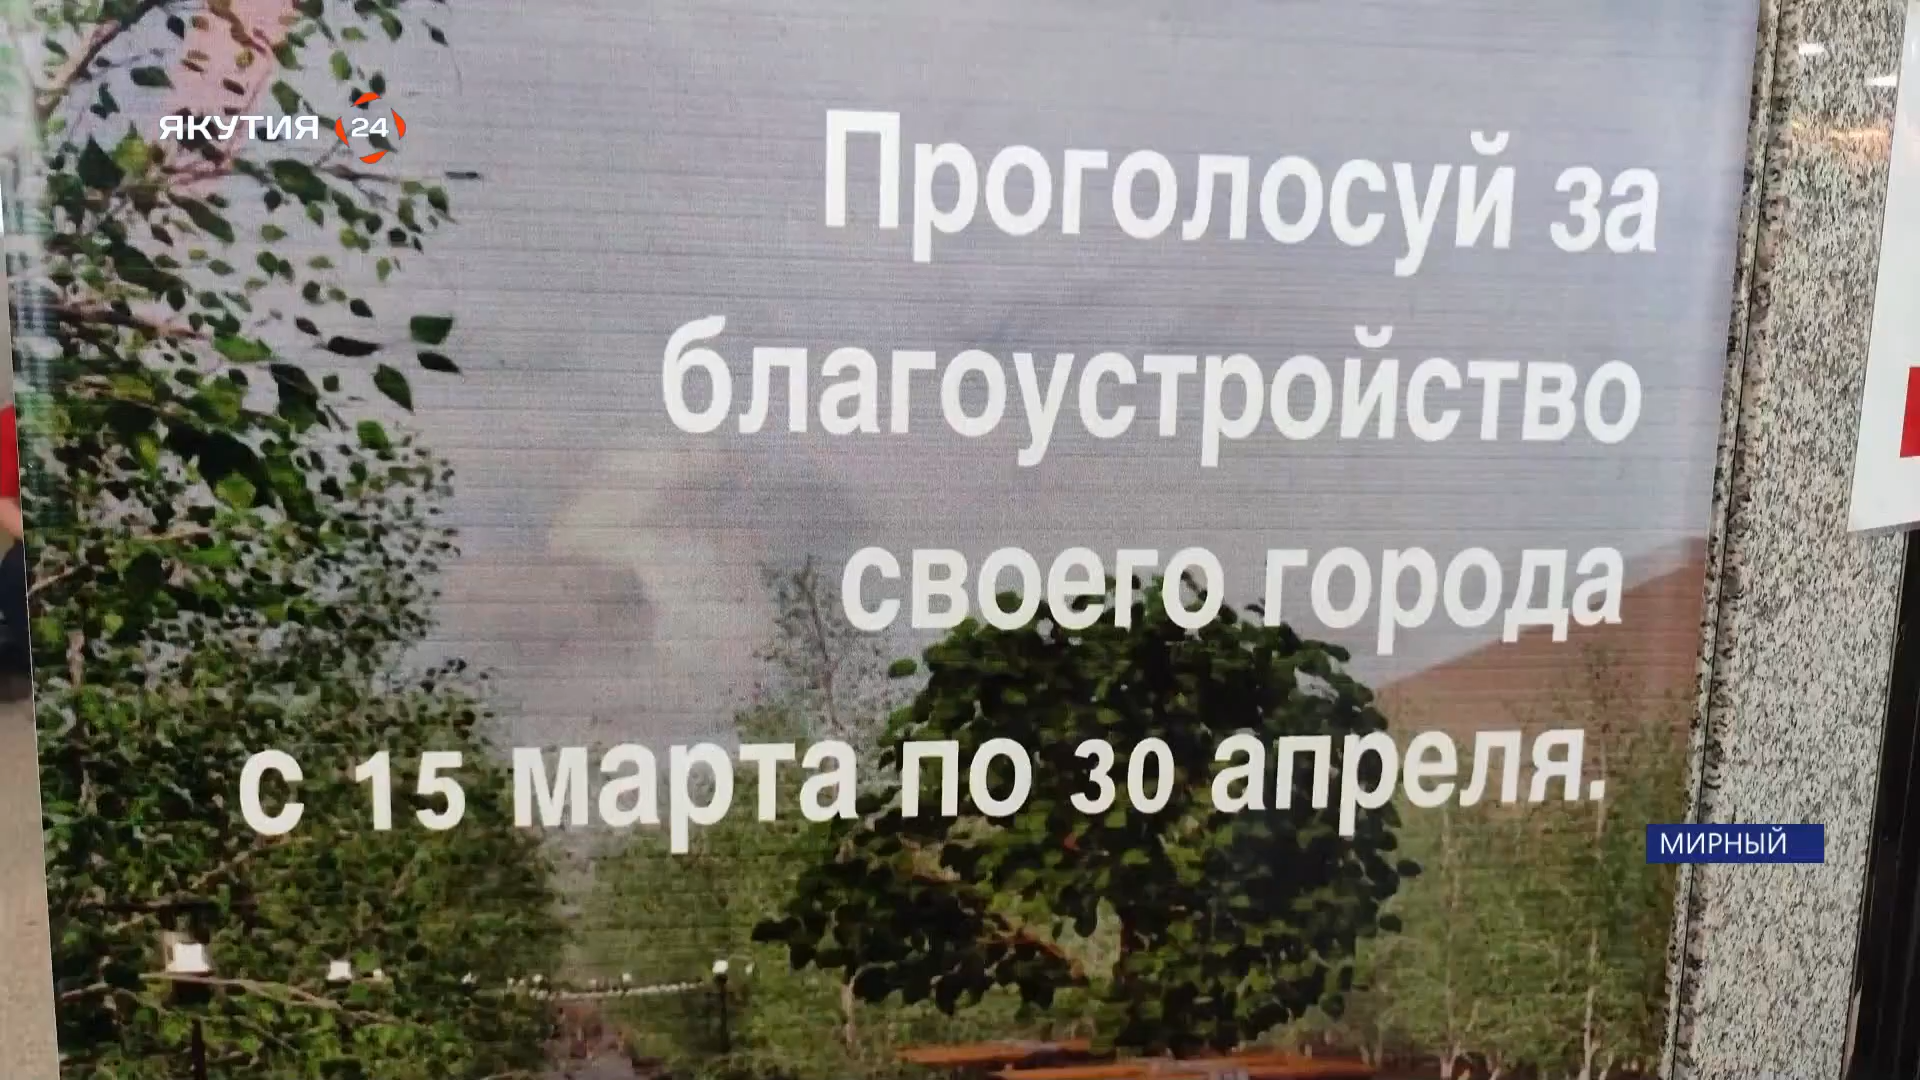 ЯКУТИЯ 24
Проголосуй за
благоустройство
своего города
с 15 марта по 30 апреля.
МИРНЫЙ